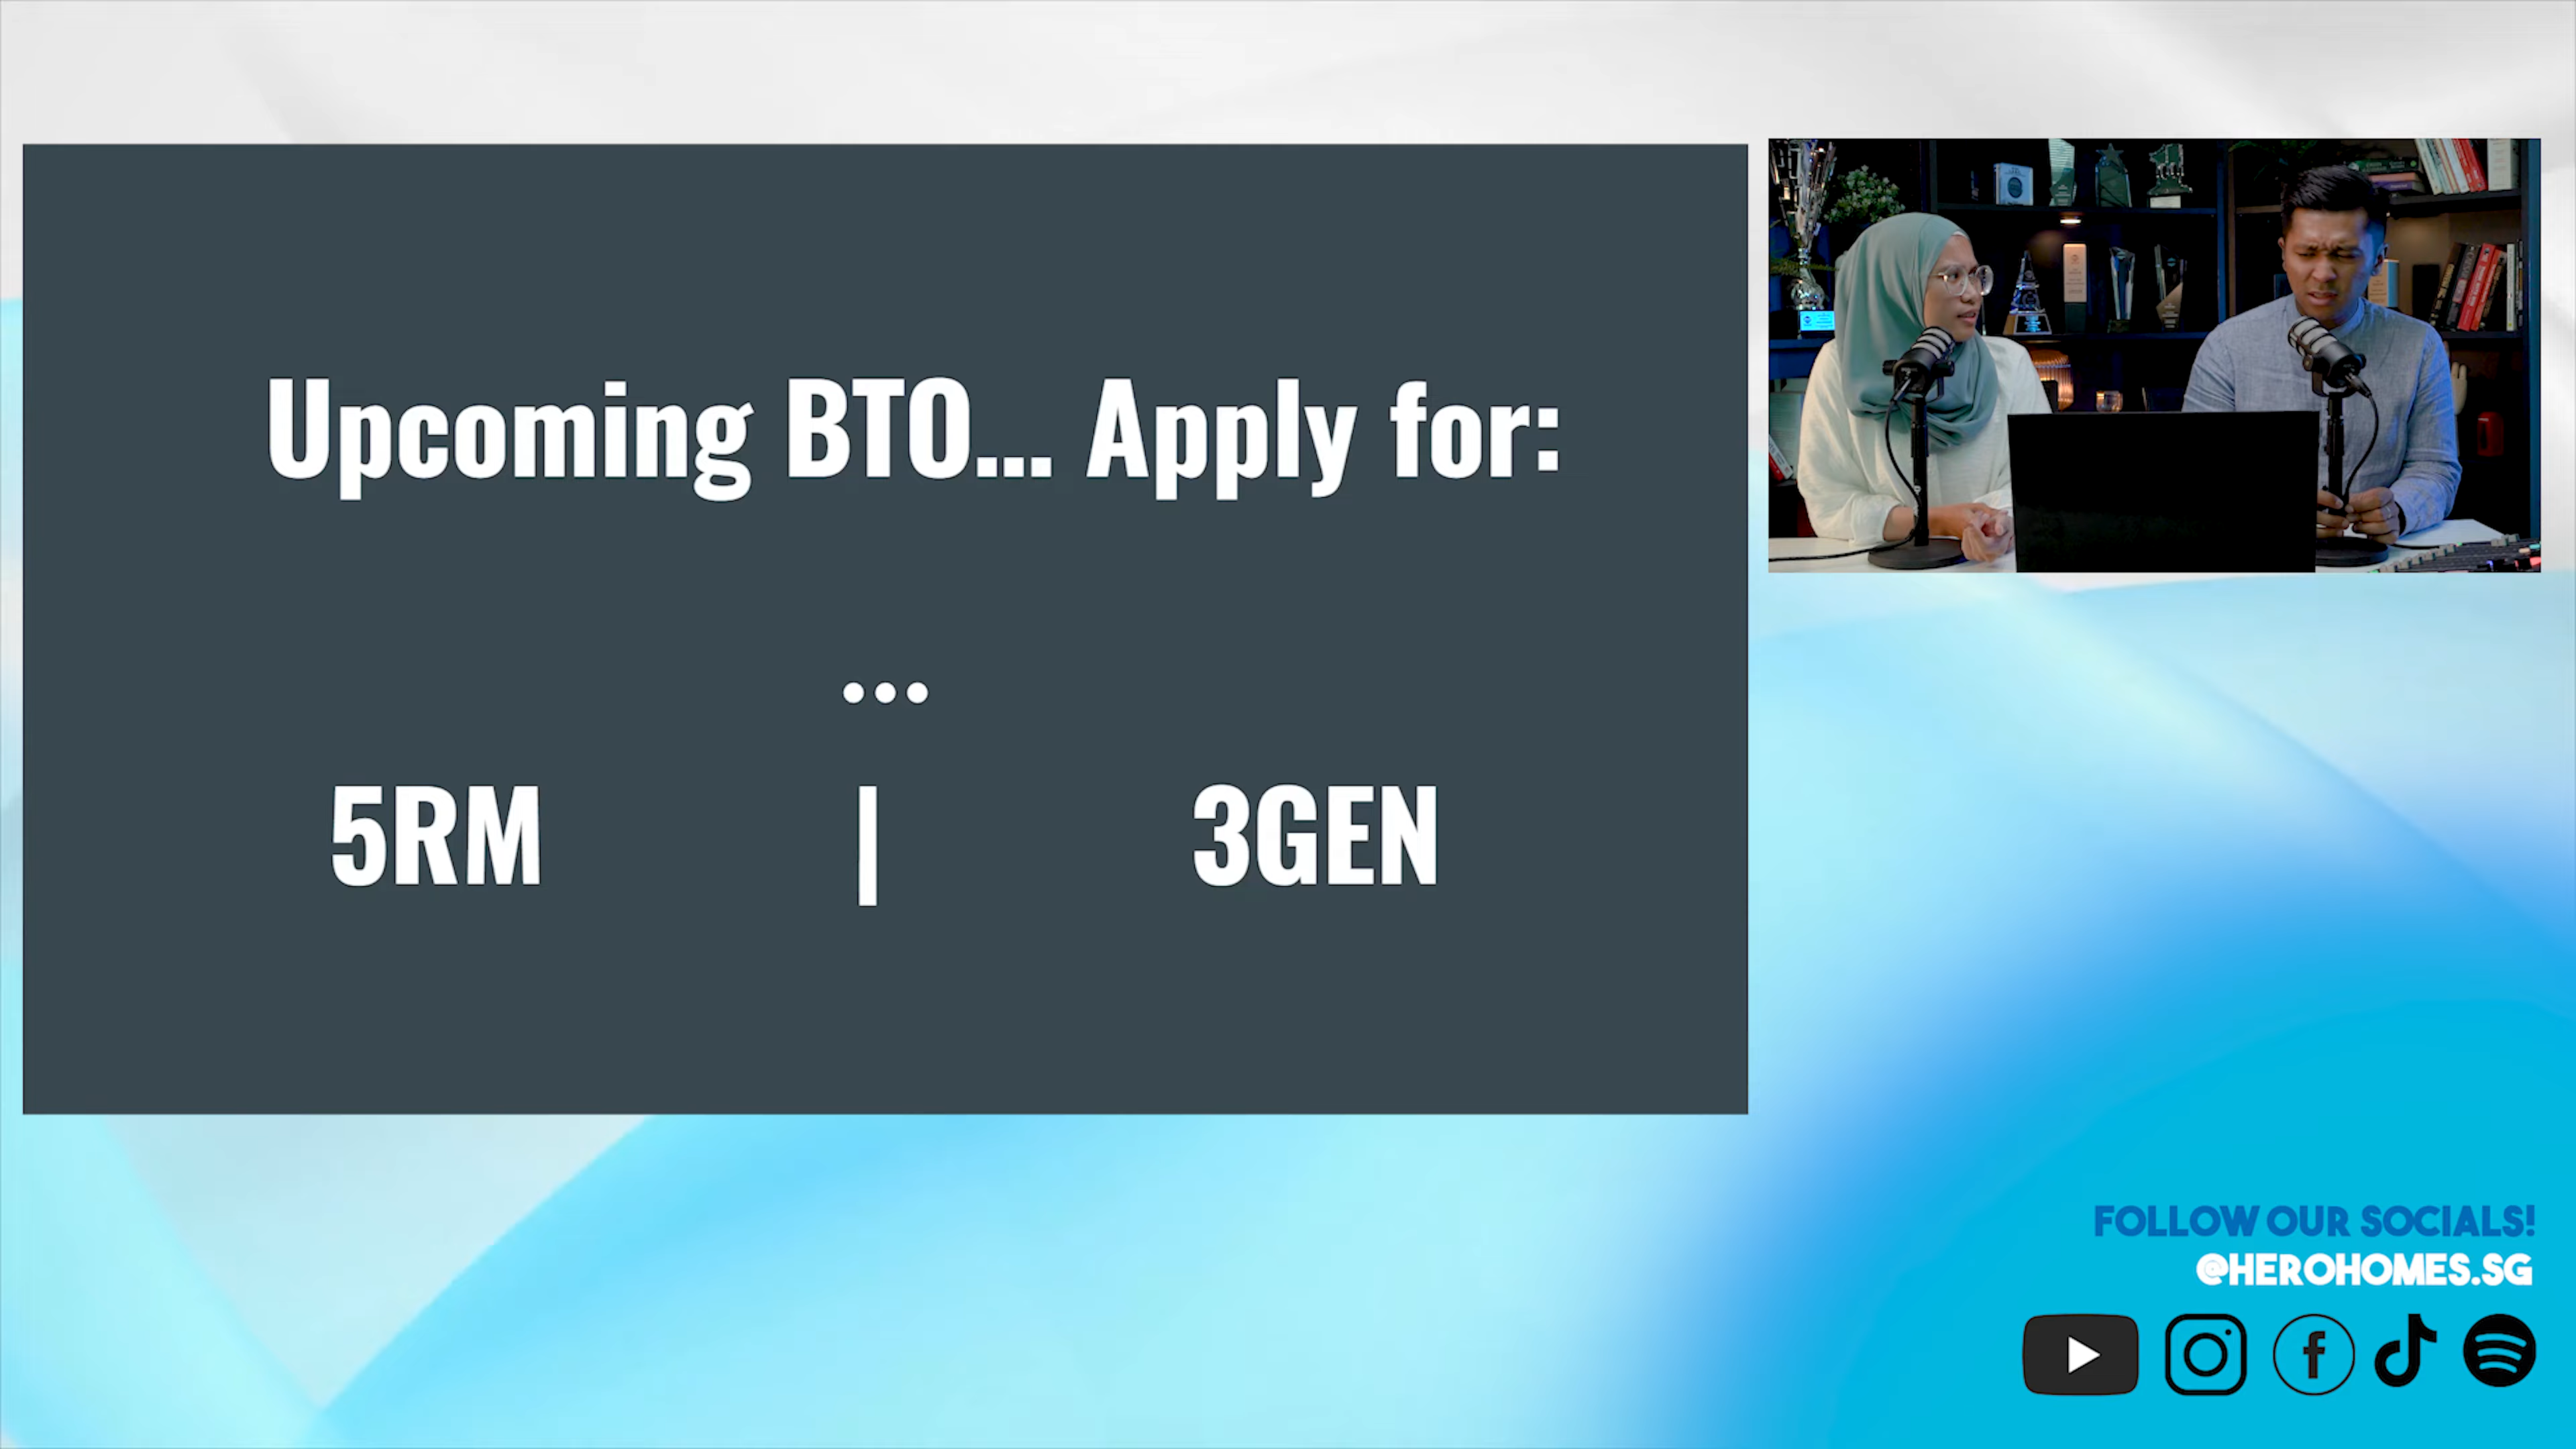 Upcoming BTO... Apply for:
...
5RM | 3GEN
FOLLOW OUR SOCIALS!
@HEROHOMES.SG